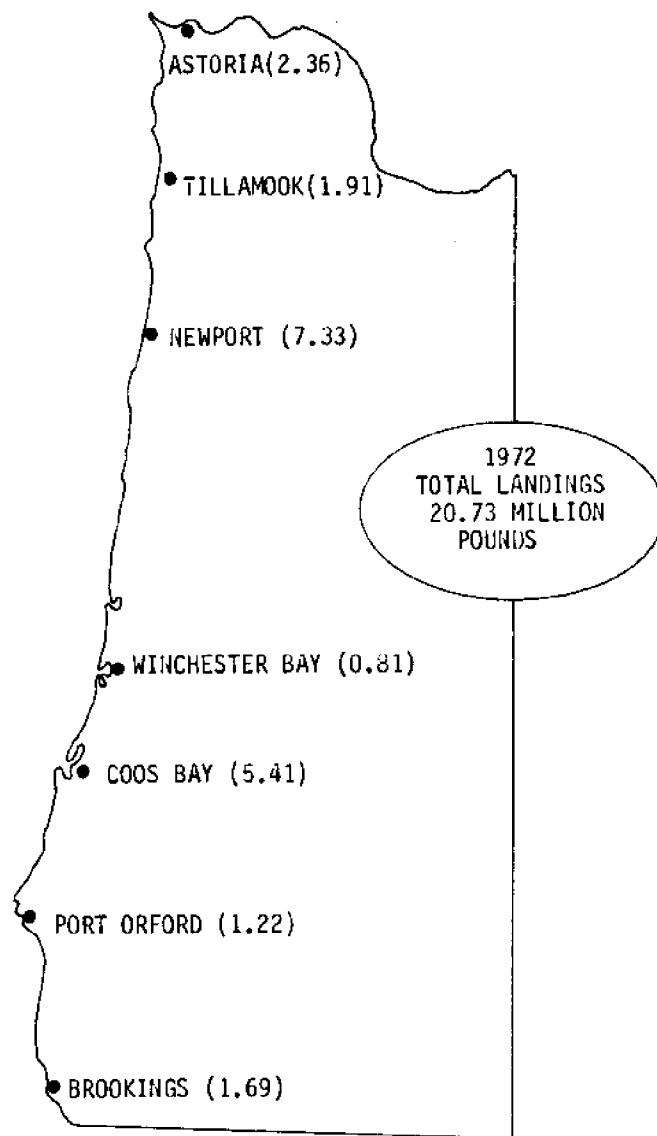 ASTORIA(2.36)
TILLAMOOK(1.91)
NEWPORT (7.33)
1972
TOTAL LANDINGS
20.73 MILLION
POUNDS
WINCHESTER BAY (0.81)
COOS BAY (5.41)
PORT ORFORD (1.22)
BROOKINGS (1.69)